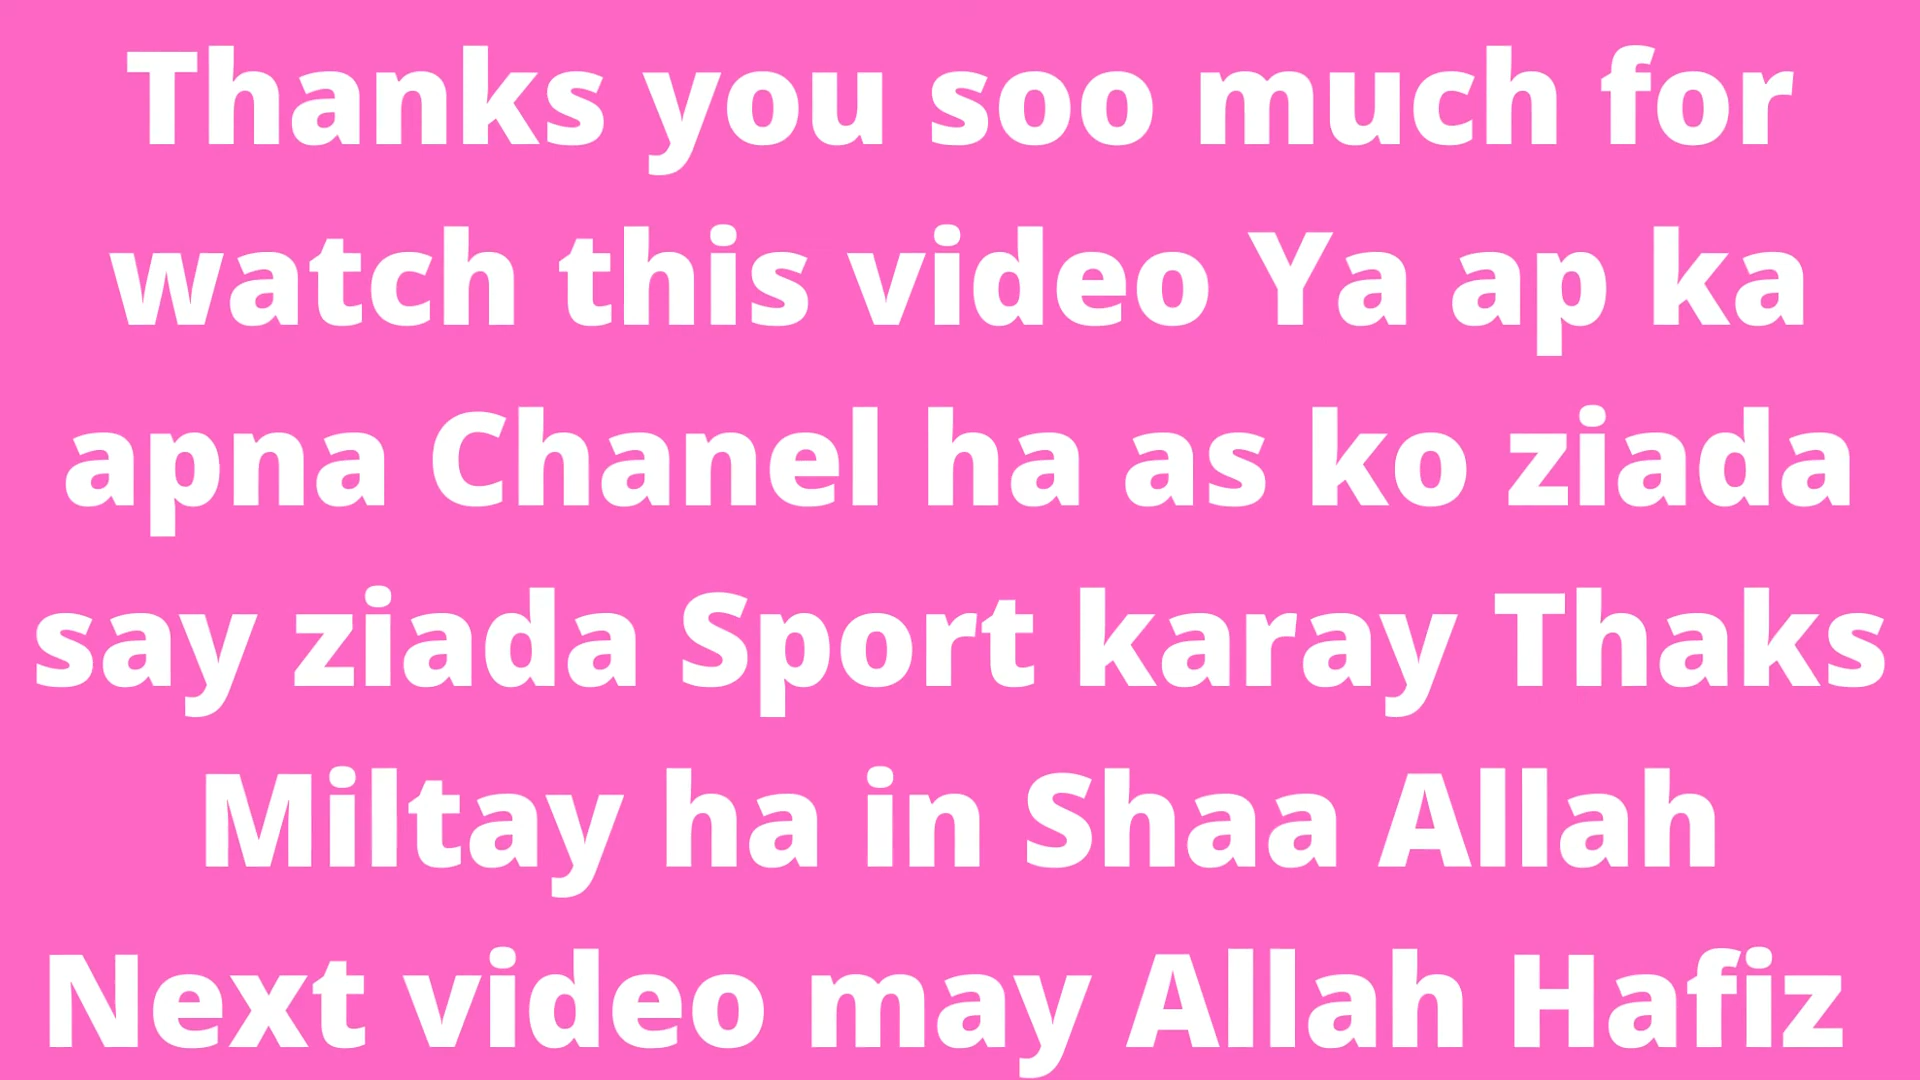 Thanks you soo much for
watch this video Ya ap ka
apna Chanel ha as ko ziada
say ziada Sport karay Thaks
Miltay ha in Shaa Allah
Next video may Allah Hafiz